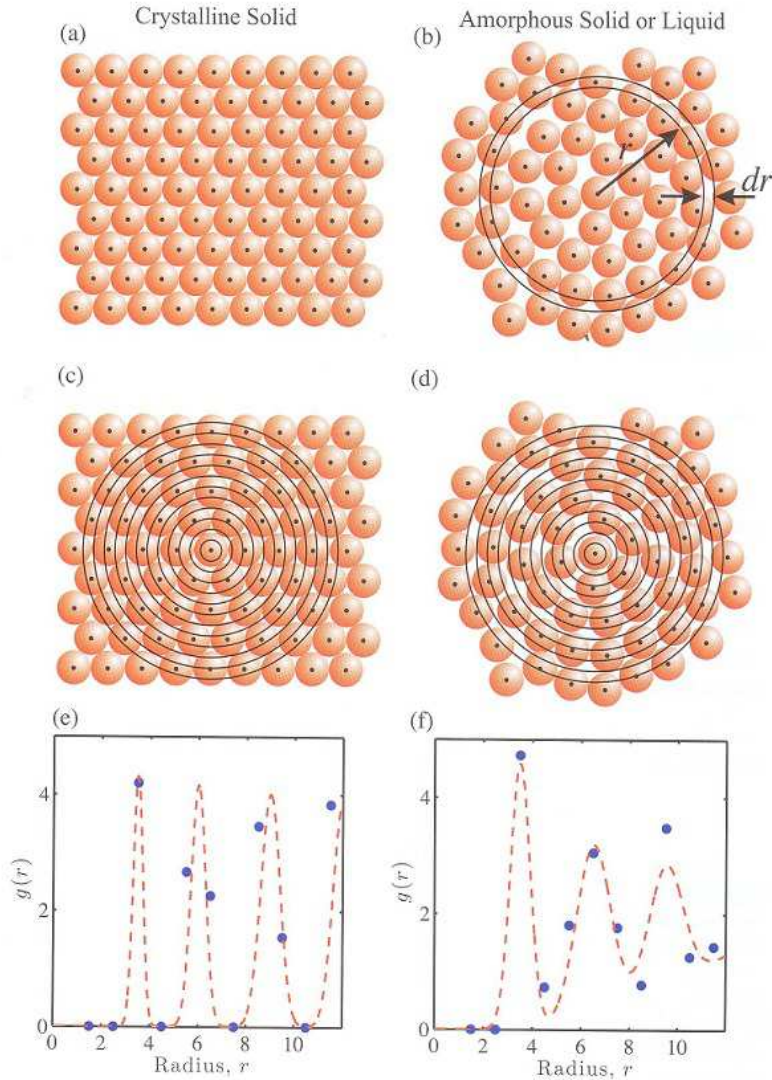 Crystalline Solid
Amorphous Solid or Liquid
(a)
(b)
r
dr
(c)
(d)
(e)
(f)
4
2
0
g(r)
0 2 4 6 8 10
Radius, r
4
2
0
g(r)
0 2 4 6 8 10
Radius, r